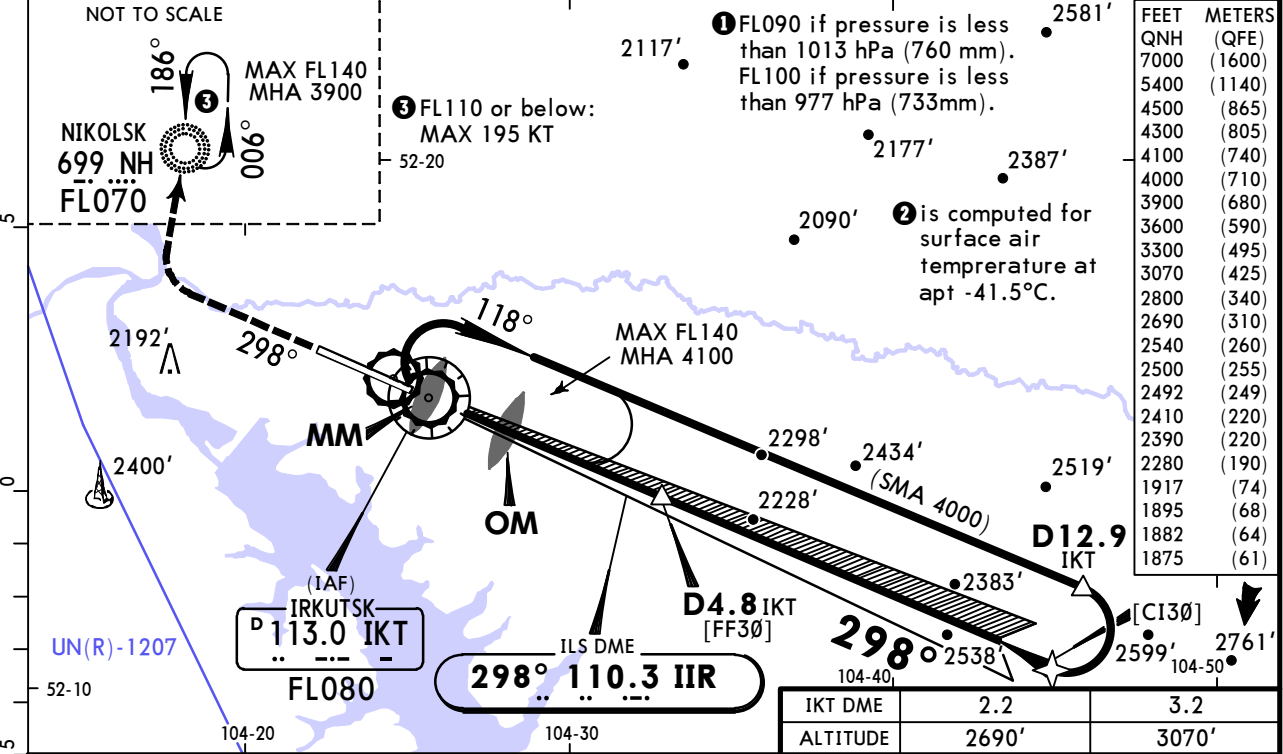 NOT TO SCALE
186°
MAX FL140
MHA 3900
3
NIKOLSK
699 NH
FL070
006°
3 FL110 or below:
MAX 195 KT
52-20
2117'
1 FL090 if pressure is less
than 1013 hPa (760 mm).
FL100 if pressure is less
than 977 hPa (733mm).
2581'
2177'
2387'
2090'
2 is computed for
surface air
temprerature at
apt -41.5°C.
FEET METERS
QNH (QFE)
7000 (1600)
5400 (1140)
4500 (865)
4300 (805)
4100 (740)
4000 (710)
3900 (680)
3600 (590)
3300 (495)
3070 (425)
2800 (340)
2690 (310)
2540 (260)
2500 (255)
2492 (249)
2410 (220)
2390 (220)
2280 (190)
1917 (74)
1895 (68)
1882 (64)
1875 (61)
5
2192'
298°
118°
MAX FL140
MHA 4100
MM
OM
2400'
0
2298'
2434'
(SMA 4000)
2519'
2228'
D12.9
IKT
2383'
D4.8 IKT
[FF3Ø]
298°
2538'
[CI3Ø]
2599'
2761'
104-50
104-40
(IAF)
IRKUTSK
D 113.0 IKT
FL080
UN(R)-1207
ILS DME
298° 110.3 IIR
52-10
104-20
104-30
5
IKT DME 2.2 3.2
ALTITUDE 2690' 3070'